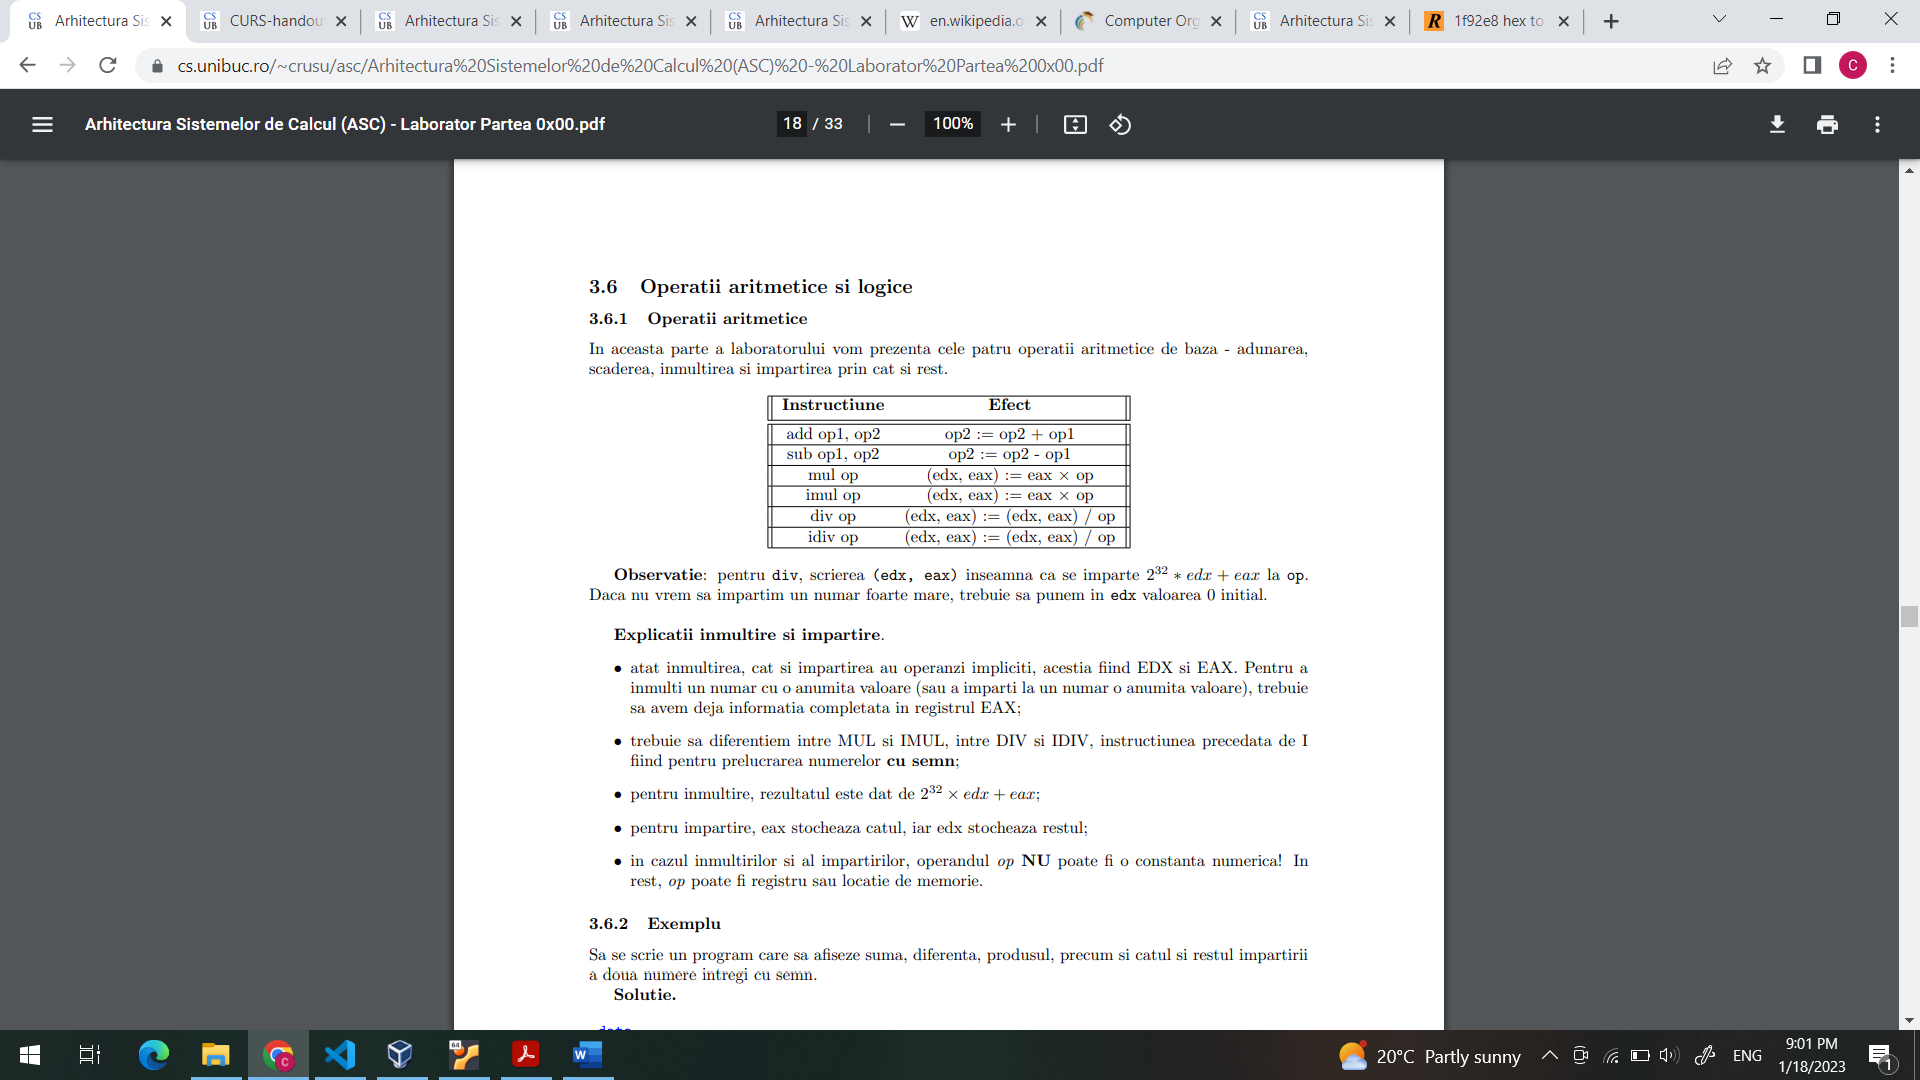 Arhitectura Sis
CURS-handou
Arhitectura Sis
Arhitectura Sis
Arhitectura Sis
en.wikipedia.o
Computer Org
Arhitectura Sis
1f92e8 hex to
cs.unibuc.ro/~crusu/asc/Arhitectura%20Sistemelor%20de%20Calcul%20(ASC)%20-%20Laborator%20Partea%200x00.pdf
C
Arhitectura Sistemelor de Calcul (ASC) - Laborator Partea 0x00.pdf
18 / 33
100%
3.6 Operatii aritmetice si logice
3.6.1 Operatii aritmetice
In aceasta parte a laboratorului vom prezenta cele patru operatii aritmetice de baza - adunarea,
scaderea, inmultirea si impartirea prin cat si rest.
Instructiune Efect
add op1, op2 op2 := op2 + op1
sub op1, op2 op2 := op2 - op1
mul op (edx, eax) := eax × op
imul op (edx, eax) := eax × op
div op (edx, eax) := (edx, eax) / op
idiv op (edx, eax) := (edx, eax) / op
Observatie: pentru div, scrierea (edx, eax) inseamna ca se imparte 2³² * edx + eax la op.
Daca nu vrem sa impartim un numar foarte mare, trebuie sa punem in edx valoarea 0 initial.
Explicatii inmultire si impartire.
• atat inmultirea, cat si impartirea au operanzi impliciti, acestia fiind EDX si EAX. Pentru a
inmulti un numar cu o anumita valoare (sau a imparti la un numar o anumita valoare), trebuie
sa avem deja informatia completata in registrul EAX;
• trebuie sa diferentiem intre MUL si IMUL, intre DIV si IDIV, instructiunea precedata de I
fiind pentru prelucrarea numerelor cu semn;
• pentru inmultire, rezultatul este dat de 2³² × edx + eax;
• pentru impartire, eax stocheaza catul, iar edx stocheaza restul;
• in cazul inmultirilor si al impartirilor, operandul op NU poate fi o constanta numerica! In
rest, op poate fi registru sau locatie de memorie.
3.6.2 Exemplu
Sa se scrie un program care sa afiseze suma, diferenta, produsul, precum si catul si restul impartirii
a doua numere intregi cu semn.
Solutie.
20°C Partly sunny
ENG
9:01 PM
1/18/2023
1